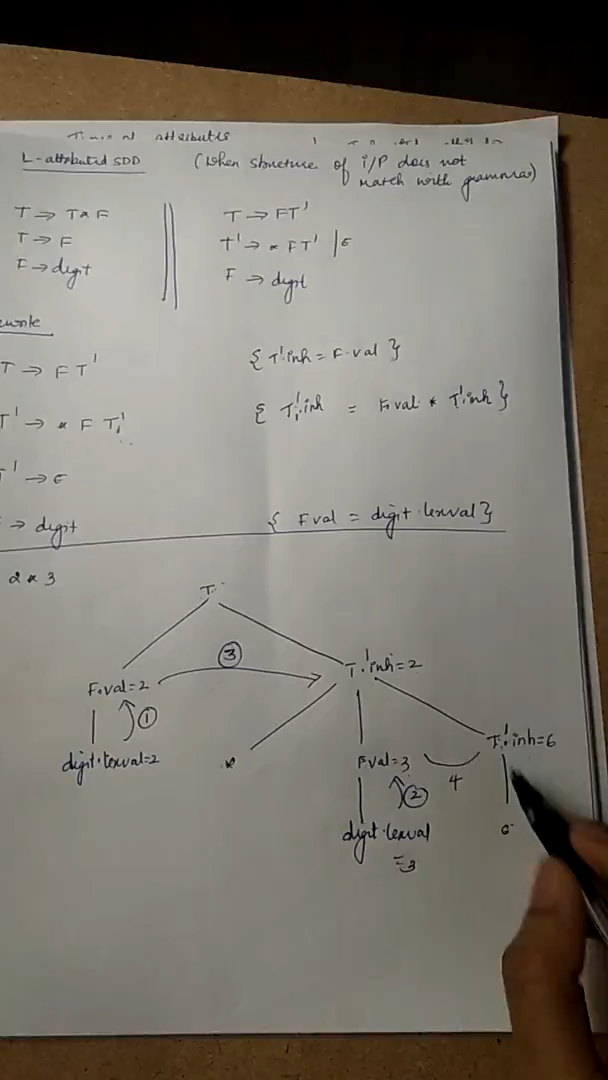 attributes
L-attributed SDD (when structure of i/p does not
match with grammar)
T → T * F
T → F
F → digit
T → FT'
T' → * FT' | ϵ
F → digit
T → F T' { T'.inh = F.val }
T' → * F T₁' { T₁'.inh = F.val * T'.inh }
' → ϵ
→ digit { F.val = digit.lexval }
2 * 3
T
③
F.val=2
T'.inh=2
①
digit.lexval=2
*
T'.inh=6
F.val=3
4
②
digit.lexval
=3
ϵ